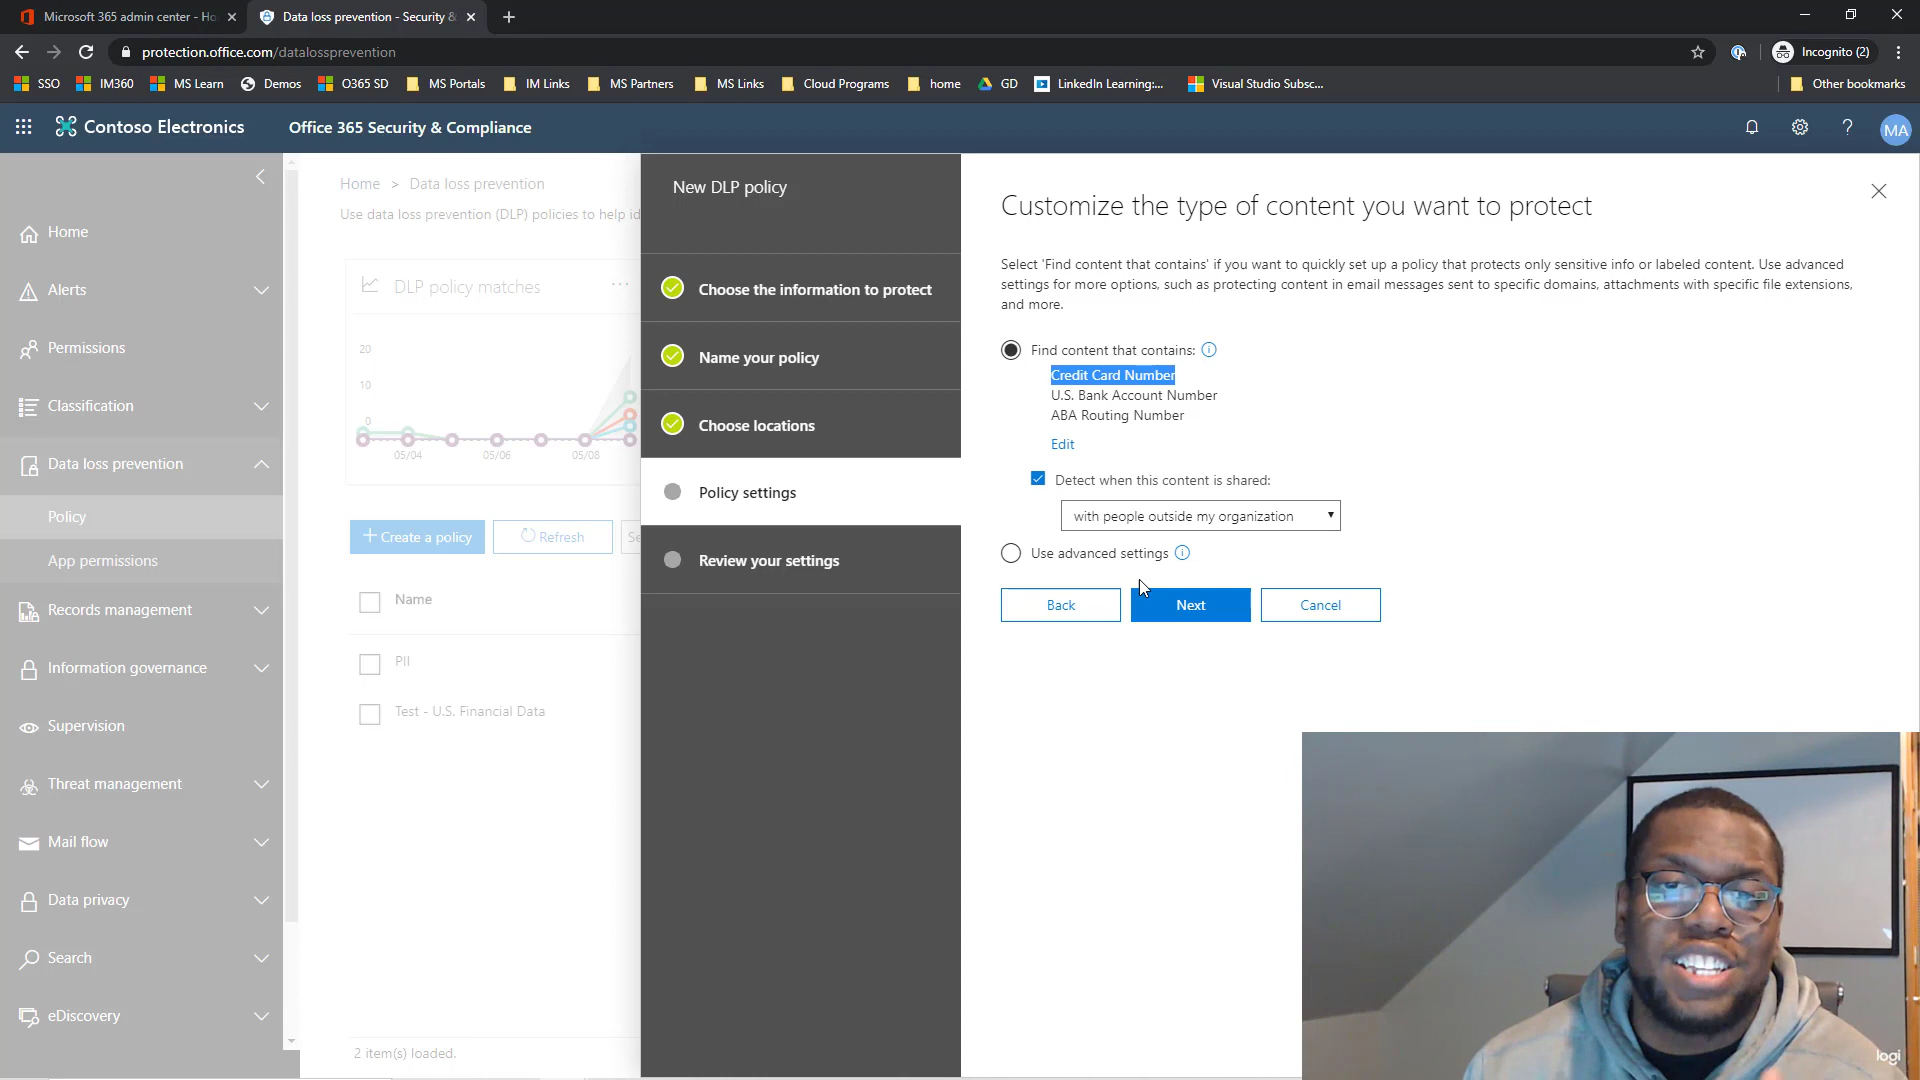 Microsoft 365 admin center - Ho
Data loss prevention - Security &
protection.office.com/datalossprevention
Incognito (2)
SSO
IM360
MS Learn
Demos
O365 SD
MS Portals
IM Links
MS Partners
MS Links
Cloud Programs
home
GD
LinkedIn Learning:...
Visual Studio Subsc...
Other bookmarks
Contoso Electronics
Office 365 Security & Compliance
MA
Home
Alerts
Permissions
Classification
Data loss prevention
Policy
App permissions
Records management
Information governance
Supervision
Threat management
Mail flow
Data privacy
Search
eDiscovery
Home > Data loss prevention
Use data loss prevention (DLP) policies to help id
DLP policy matches
20
10
0
05/04
05/06
05/08
+ Create a policy
Refresh
Se
Name
PII
Test - U.S. Financial Data
2 item(s) loaded.
New DLP policy
Choose the information to protect
Name your policy
Choose locations
Policy settings
Review your settings
Customize the type of content you want to protect
Select 'Find content that contains' if you want to quickly set up a policy that protects only sensitive info or labeled content. Use advanced
settings for more options, such as protecting content in email messages sent to specific domains, attachments with specific file extensions,
and more.
Find content that contains:
Credit Card Number
U.S. Bank Account Number
ABA Routing Number
Edit
Detect when this content is shared:
with people outside my organization
Use advanced settings
Back
Next
Cancel
logi